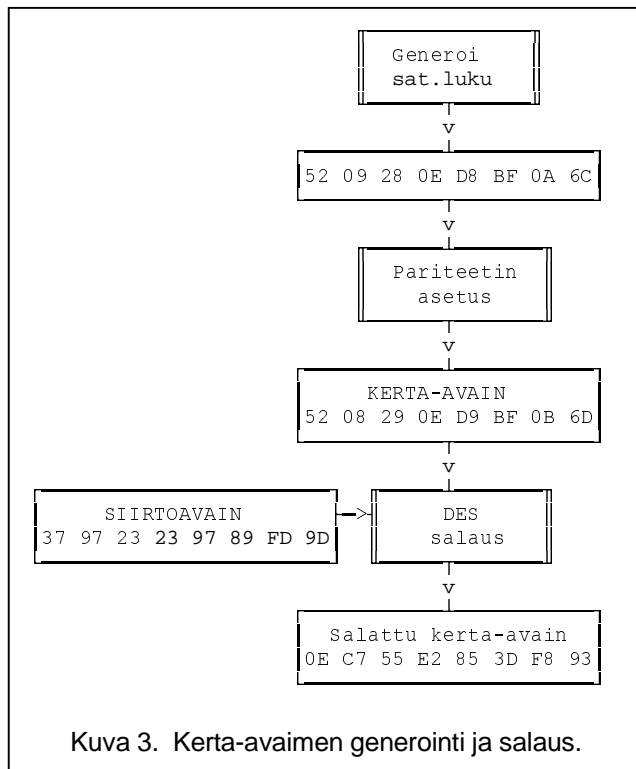 Generoi
sat.luku
v
52 09 28 0E D8 BF 0A 6C
v
Pariteetin
asetus
v
KERTA-AVAIN
52 08 29 0E D9 BF 0B 6D
v
SIIRTOAVAIN
37 97 23 23 97 89 FD 9D
DES
salaus
v
Salattu kerta-avain
0E C7 55 E2 85 3D F8 93
Kuva 3. Kerta-avaimen generointi ja salaus.